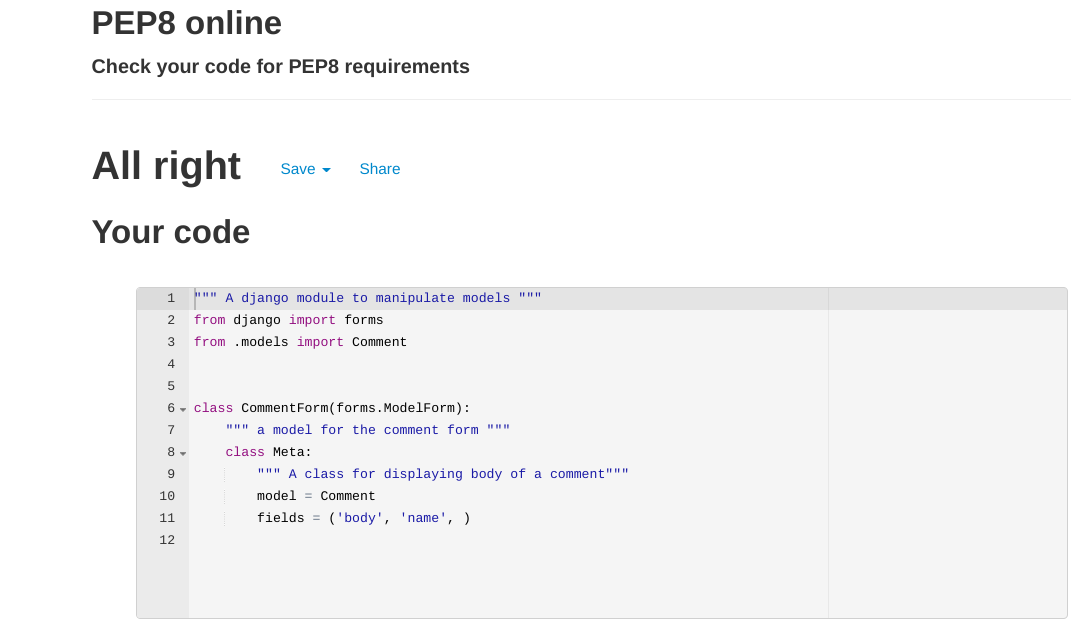 PEP8 online
Check your code for PEP8 requirements
All right Save Share
Your code
1 """ A django module to manipulate models """
2 from django import forms
3 from .models import Comment
4
5
6 class CommentForm(forms.ModelForm):
7     """ a model for the comment form """
8     class Meta:
9         """ A class for displaying body of a comment"""
10         model = Comment
11         fields = ('body', 'name', )
12